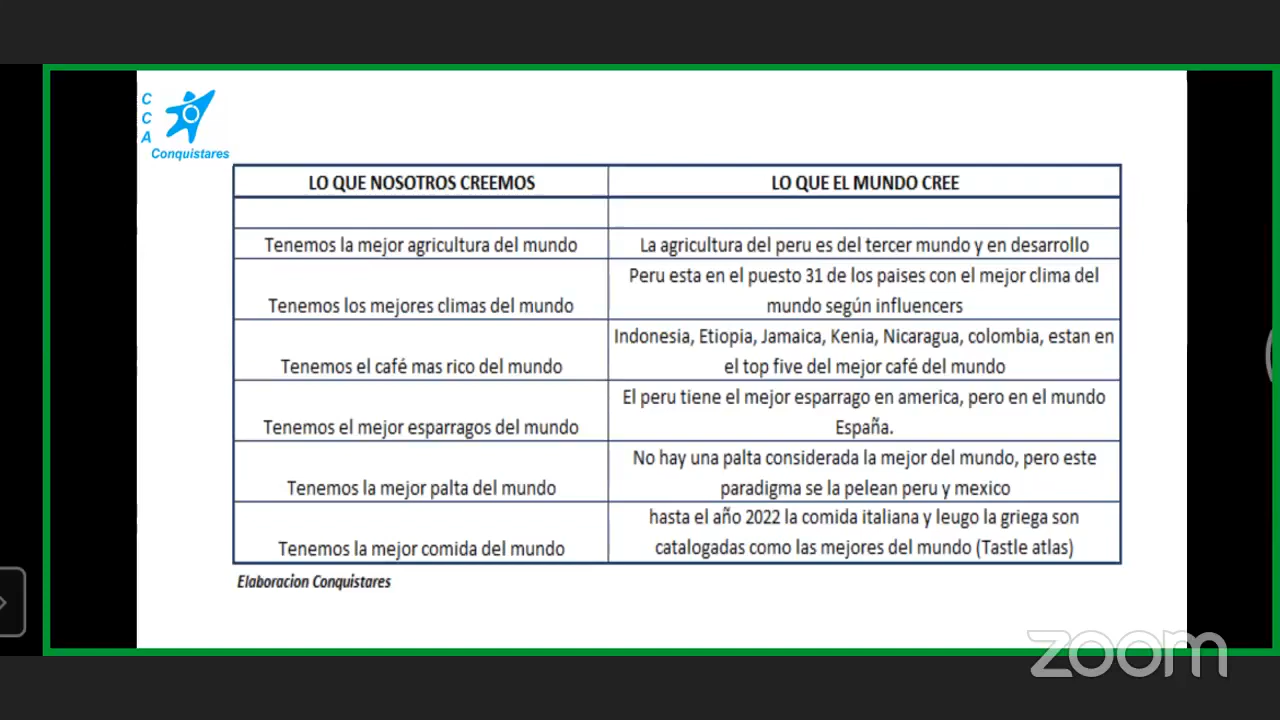 C
C
A
Conquistares
LO QUE NOSOTROS CREEMOS
LO QUE EL MUNDO CREE
Tenemos la mejor agricultura del mundo
La agricultura del peru es del tercer mundo y en desarrollo
Tenemos los mejores climas del mundo
Peru esta en el puesto 31 de los paises con el mejor clima del
mundo según influencers
Tenemos el café mas rico del mundo
Indonesia, Etiopia, Jamaica, Kenia, Nicaragua, colombia, estan en
el top five del mejor café del mundo
Tenemos el mejor esparragos del mundo
El peru tiene el mejor esparrago en america, pero en el mundo
España.
Tenemos la mejor palta del mundo
No hay una palta considerada la mejor del mundo, pero este
paradigma se la pelean peru y mexico
Tenemos la mejor comida del mundo
hasta el año 2022 la comida italiana y leugo la griega son
catalogadas como las mejores del mundo (Tastle atlas)
Elaboracion Conquistares
zoom